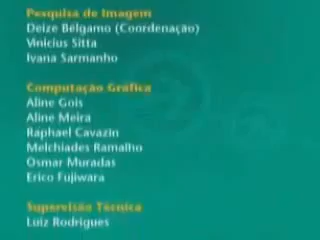 Pesquisa de Imagem
Deize Bélgamo (Coordenação)
Vinicius Sitta
Ivana Sarmanho
Computação Gráfica
Aline Gois
Aline Meira
Raphael Cavazin
Melchiades Ramalho
Osmar Muradas
Erico Fujiwara
Supervisão Técnica
Luiz Rodrigues